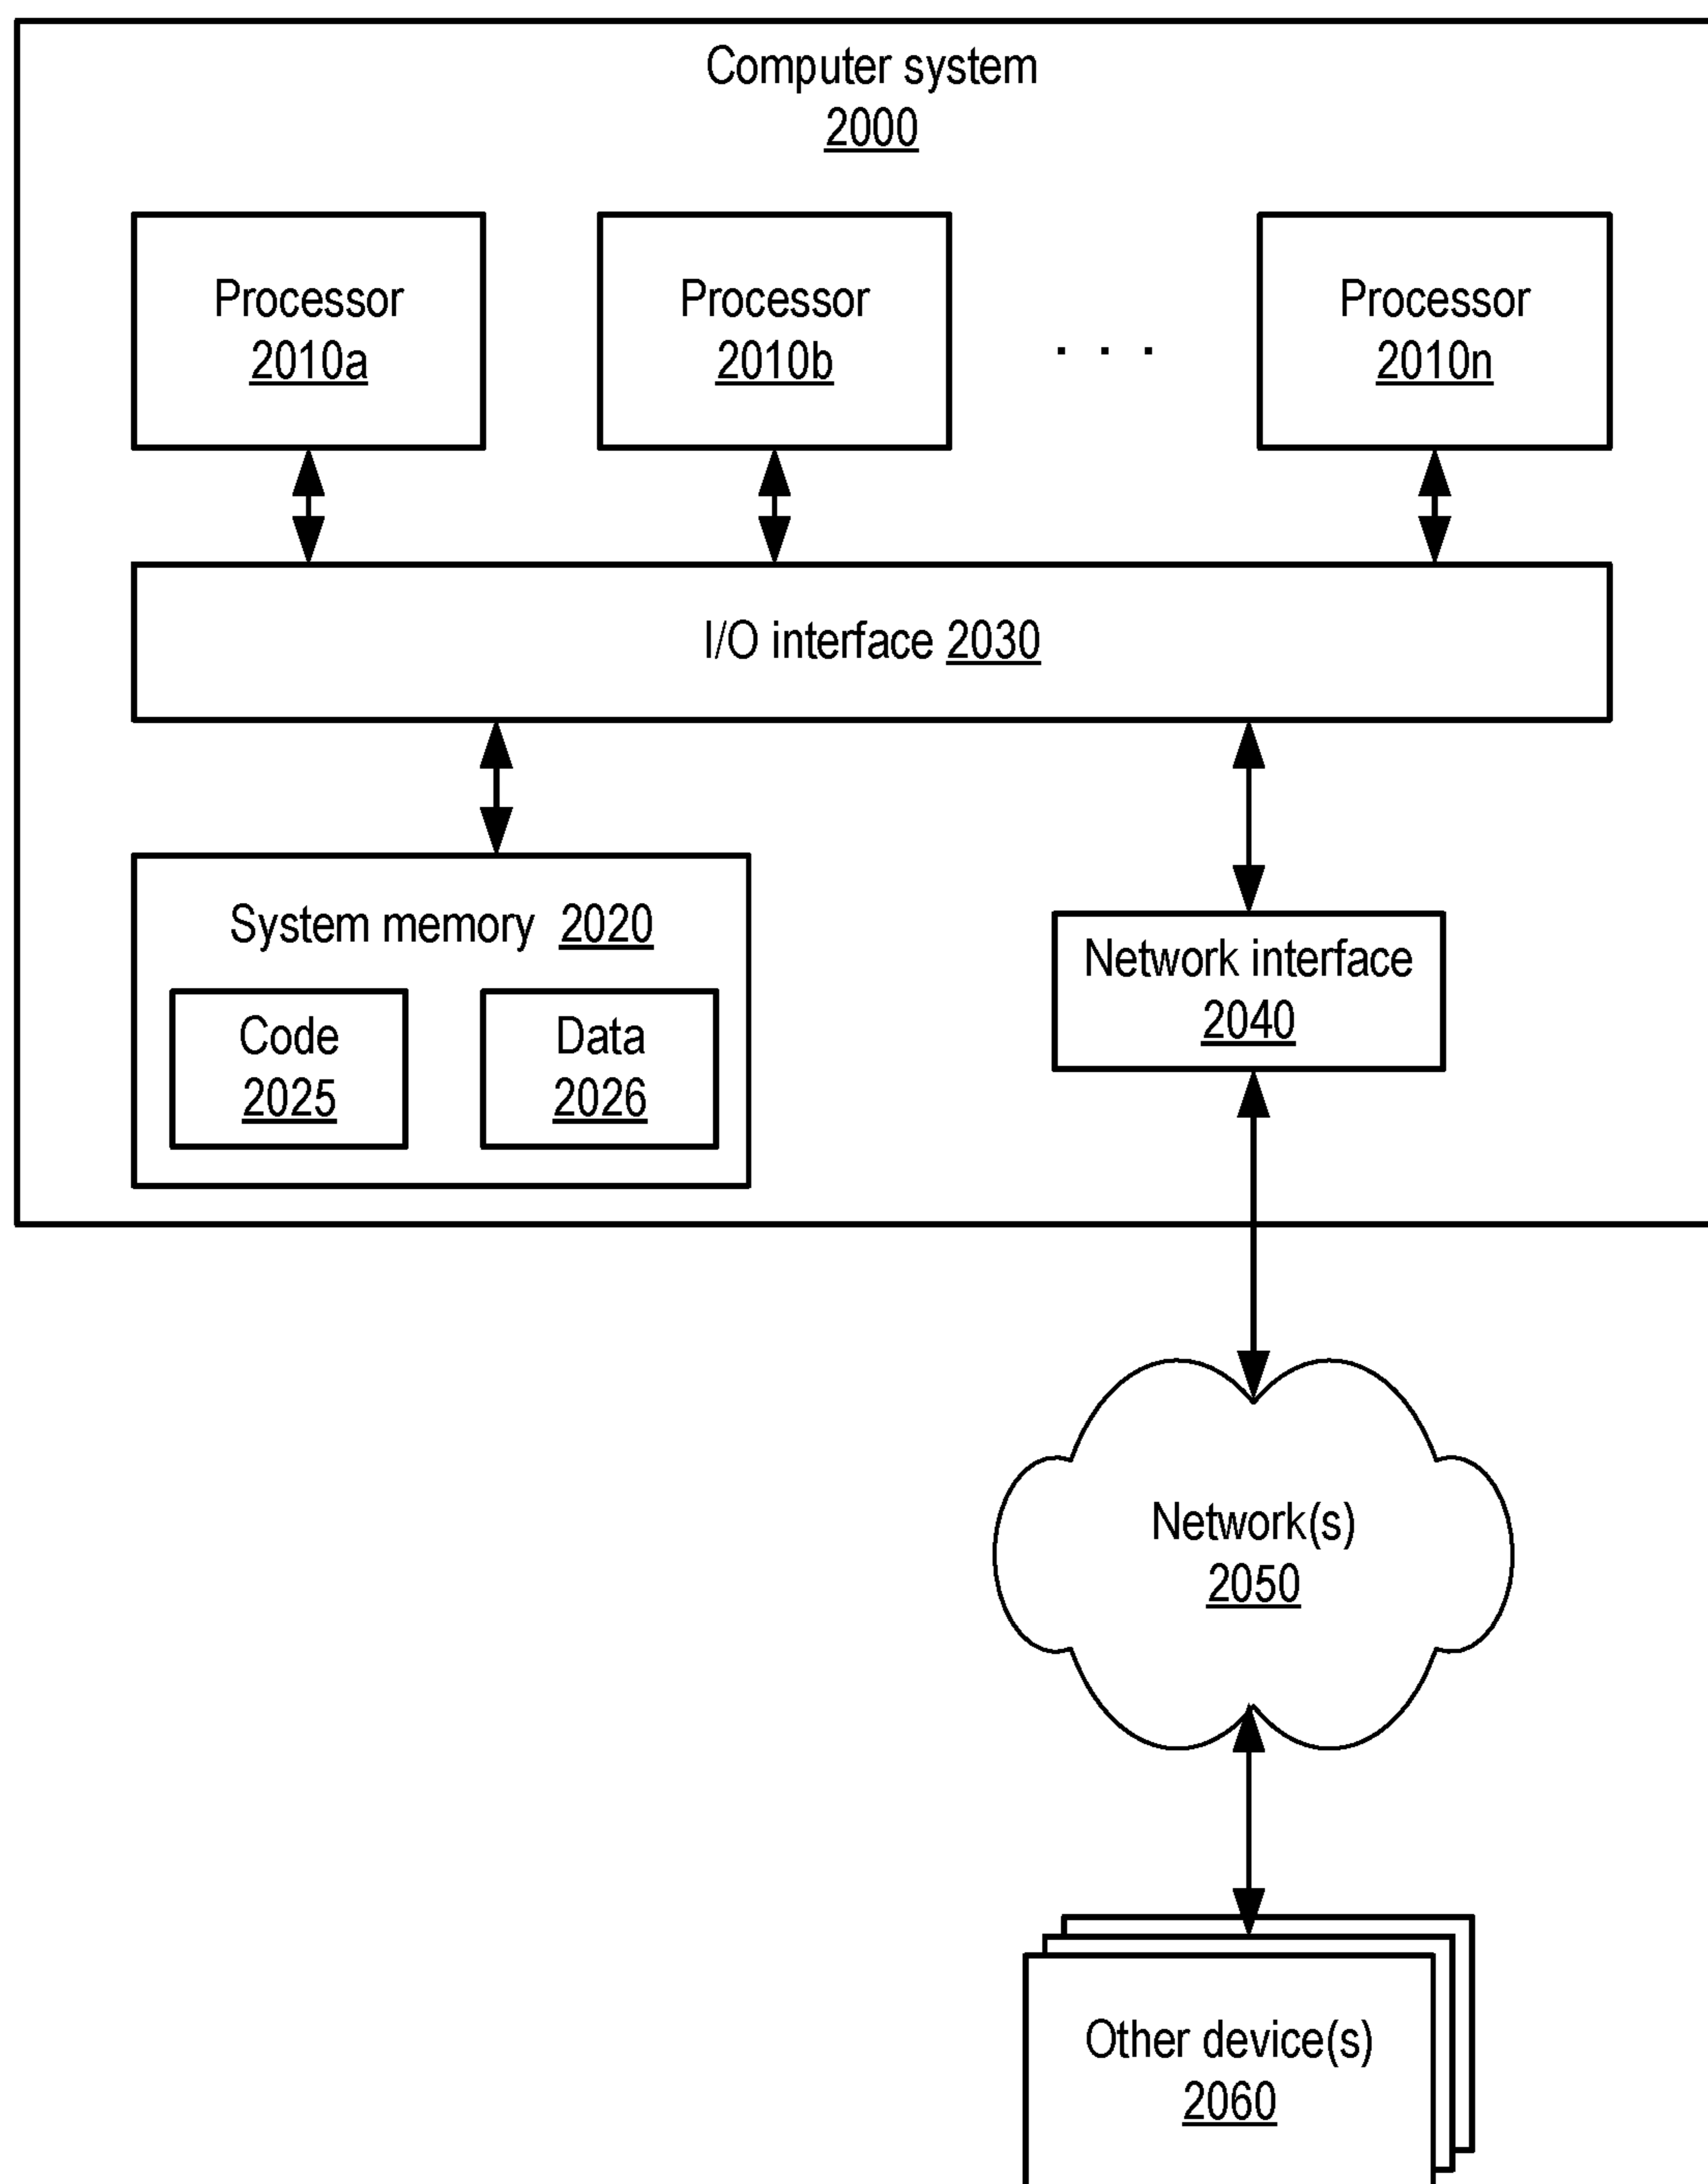 Computer system
2000
Processor
2010a
Processor
2010b
. . .
Processor
2010n
I/O interface 2030
System memory 2020
Code
2025
Data
2026
Network interface
2040
Network(s)
2050
Other device(s)
2060